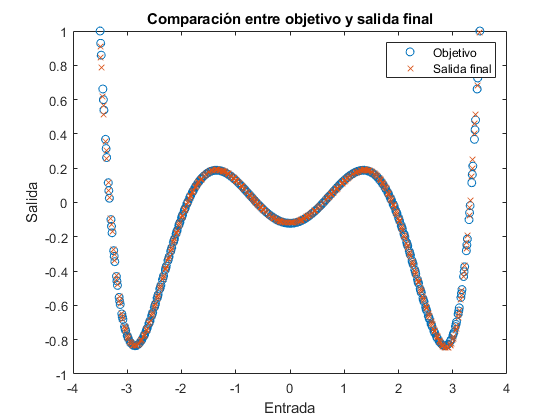 Comparación entre objetivo y salida final
Objetivo
Salida final
1
0.8
0.6
0.4
0.2
0
-0.2
-0.4
-0.6
-0.8
-1
Salida
-4 -3 -2 -1 0 1 2 3 4
Entrada